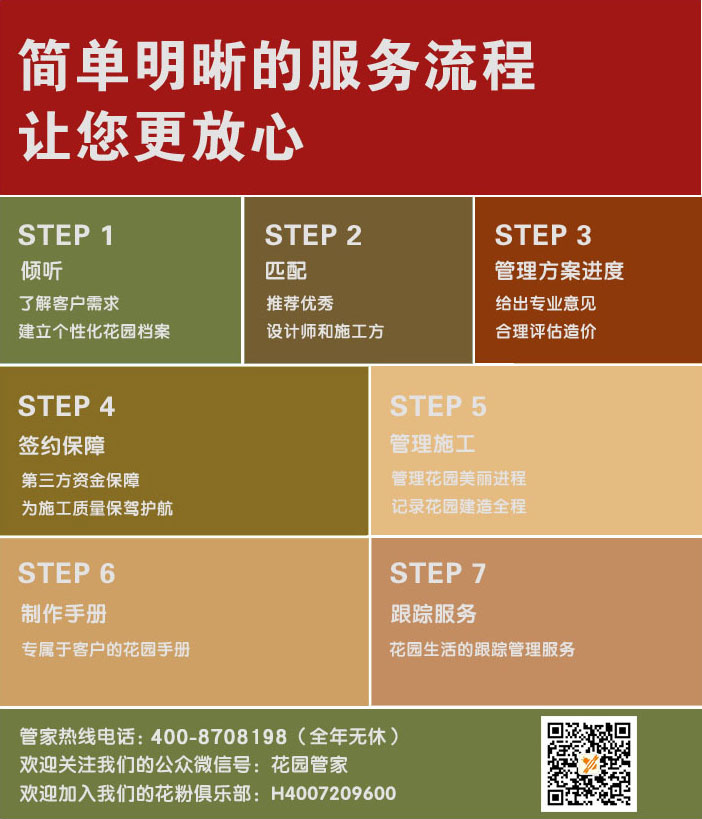 简单明晰的服务流程
让您更放心
STEP 1
倾听
了解客户需求
建立个性化花园档案
STEP 2
匹配
推荐优秀
设计师和施工方
STEP 3
管理方案进度
给出专业意见
合理评估造价
STEP 4
签约保障
第三方资金保障
为施工质量保驾护航
STEP 5
管理施工
管理花园美丽进程
记录花园建造全程
STEP 6
制作手册
专属于客户的花园手册
STEP 7
跟踪服务
花园生活的跟踪管理服务
管家热线电话：400-8708198（全年无休）
欢迎关注我们的公众微信号：花园管家
欢迎加入我们的花粉俱乐部：H4007209600